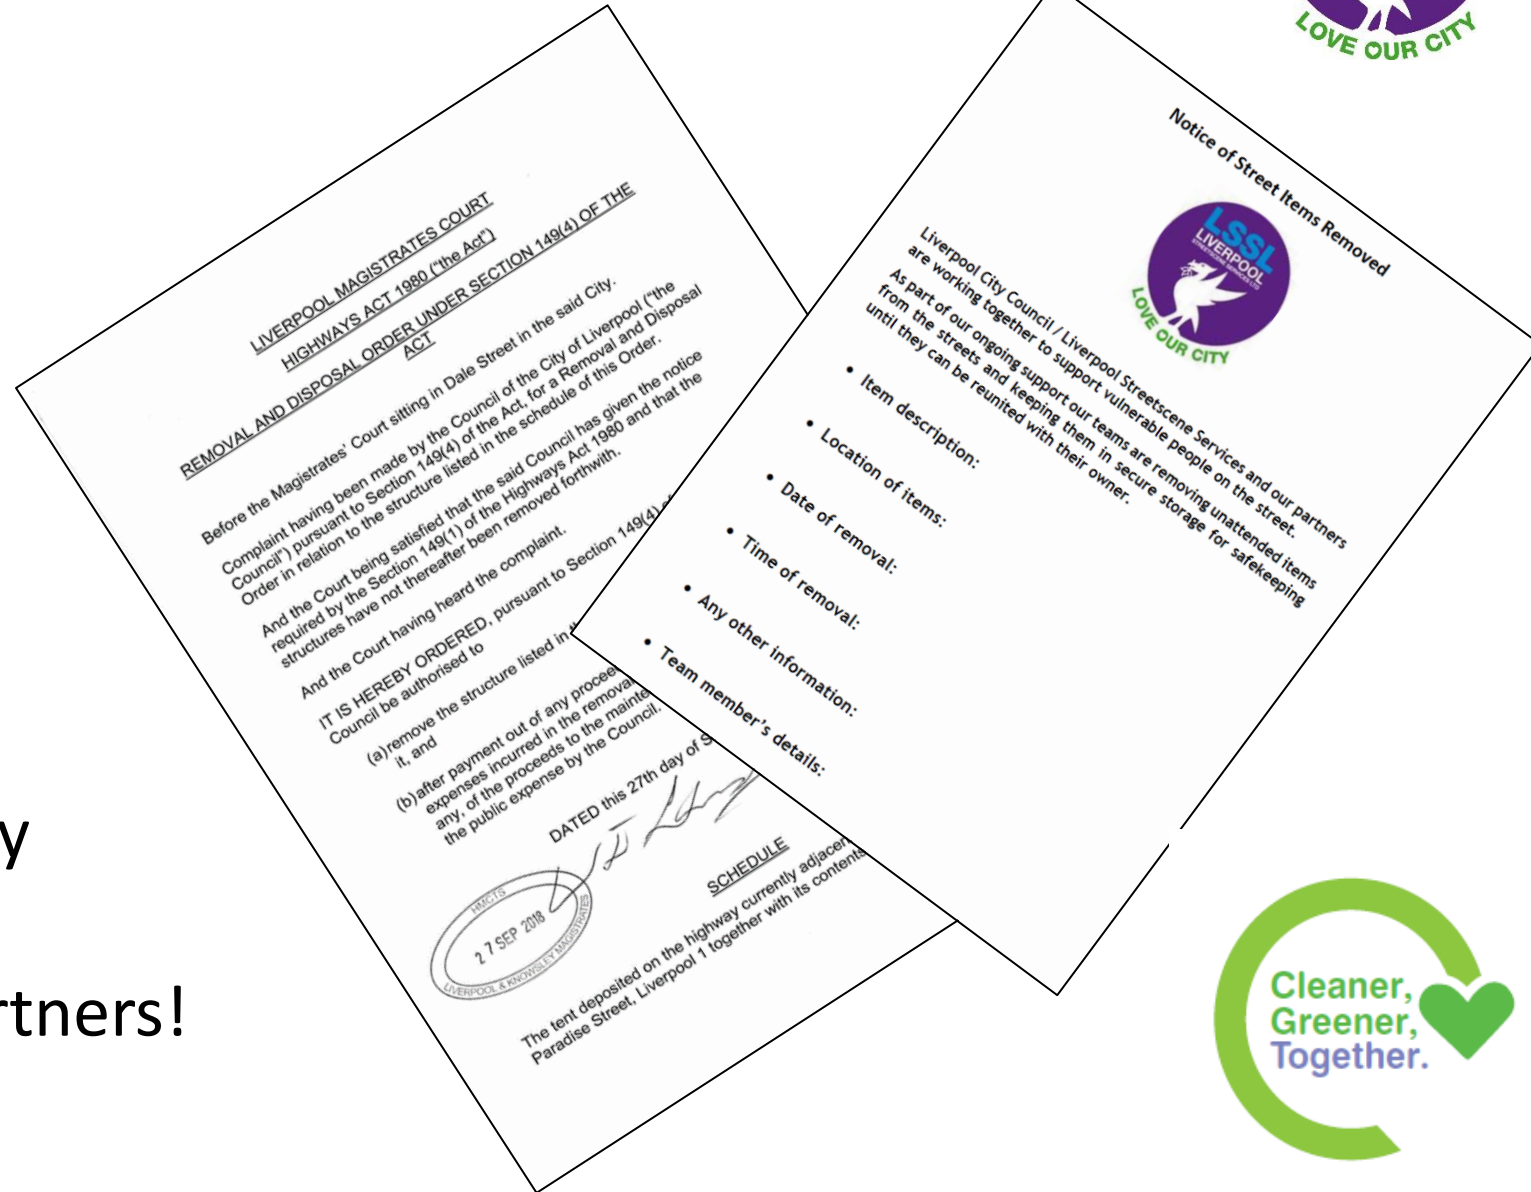 LIVERPOOL MAGISTRATES COURT
HIGHWAYS ACT 1980 ("the Act")
REMOVAL AND DISPOSAL ORDER UNDER SECTION 149(4) OF THE
ACT
Before the Magistrates' Court sitting in Dale Street in the said City.
Complaint having been made by the Council of the City of Liverpool ("the
Council") pursuant to Section 149(4) of the Act, for a Removal and Disposal
Order in relation to the structure listed in the schedule of this Order.
And the Court being satisfied that the said Council has given the notice
required by the Section 149(1) of the Highways Act 1980 and that the
structures have not thereafter been removed forthwith.
And the Court having heard the complaint.
IT IS HEREBY ORDERED, pursuant to Section 149(4)
Council be authorised to
(a) remove the structure listed in
it, and
(b) after payment out of any
expenses incurred in the
any, of the proceeds to the
the public expense by the Council.
DATED this 27th day of
HMCTS
27 SEP 2018
LIVERPOOL & KNOWSLEY MAGISTRATES
SCHEDULE
The tent deposited on the highway currently
Paradise Street, Liverpool 1 together with its contents
Notice of Street Items Removed
LSSL
LIVERPOOL
STREETSCENE SERVICES LTD
LOVE OUR CITY
Liverpool City Council / Liverpool Streetscene Services and our partners
are working together to support vulnerable people on the street.
As part of our ongoing support our teams are removing unattended items
from the streets and keeping them in secure storage for safekeeping
until they can be reunited with their owner.
• Item description:
• Location of items:
• Date of removal:
• Time of removal:
• Any other information:
• Team member's details:
LOVE OUR CITY
y
rtners!
Cleaner,
Greener,
Together.